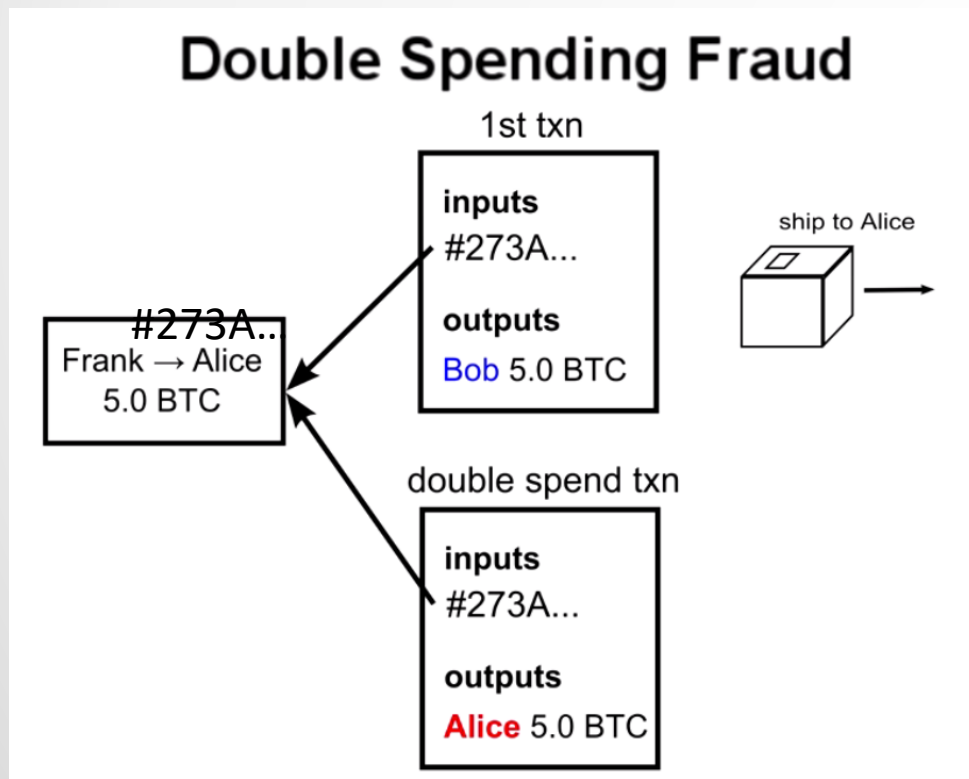 Double Spending Fraud
1st txn
inputs
#273A...
outputs
Bob 5.0 BTC
ship to Alice
#273A...
Frank → Alice
5.0 BTC
double spend txn
inputs
#273A...
outputs
Alice 5.0 BTC